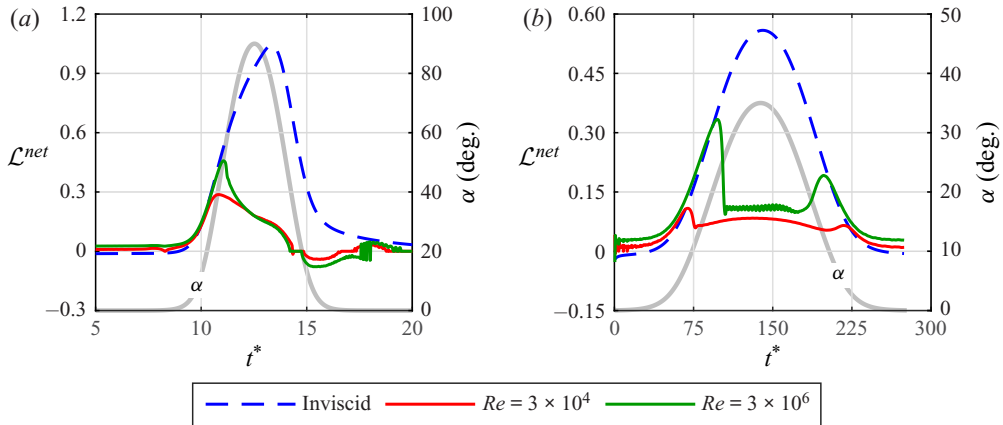 (a)
1.2
0.9
0.6
0.3
0
−0.3
ℒ^net
100
80
60
40
20
0
α (deg.)
α
5
10
15
20
t*
(b)
0.60
0.45
0.30
0.15
0
−0.15
ℒ^net
50
40
30
20
10
0
α (deg.)
α
0
75
150
225
300
t*
Inviscid
Re = 3 × 10^4
Re = 3 × 10^6